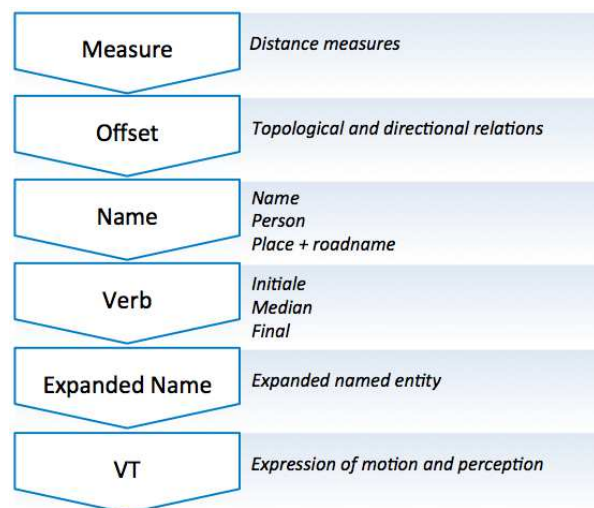 Measure
Distance measures
Offset
Topological and directional relations
Name
Name
Person
Place + roadname
Verb
Initiale
Median
Final
Expanded Name
Expanded named entity
VT
Expression of motion and perception